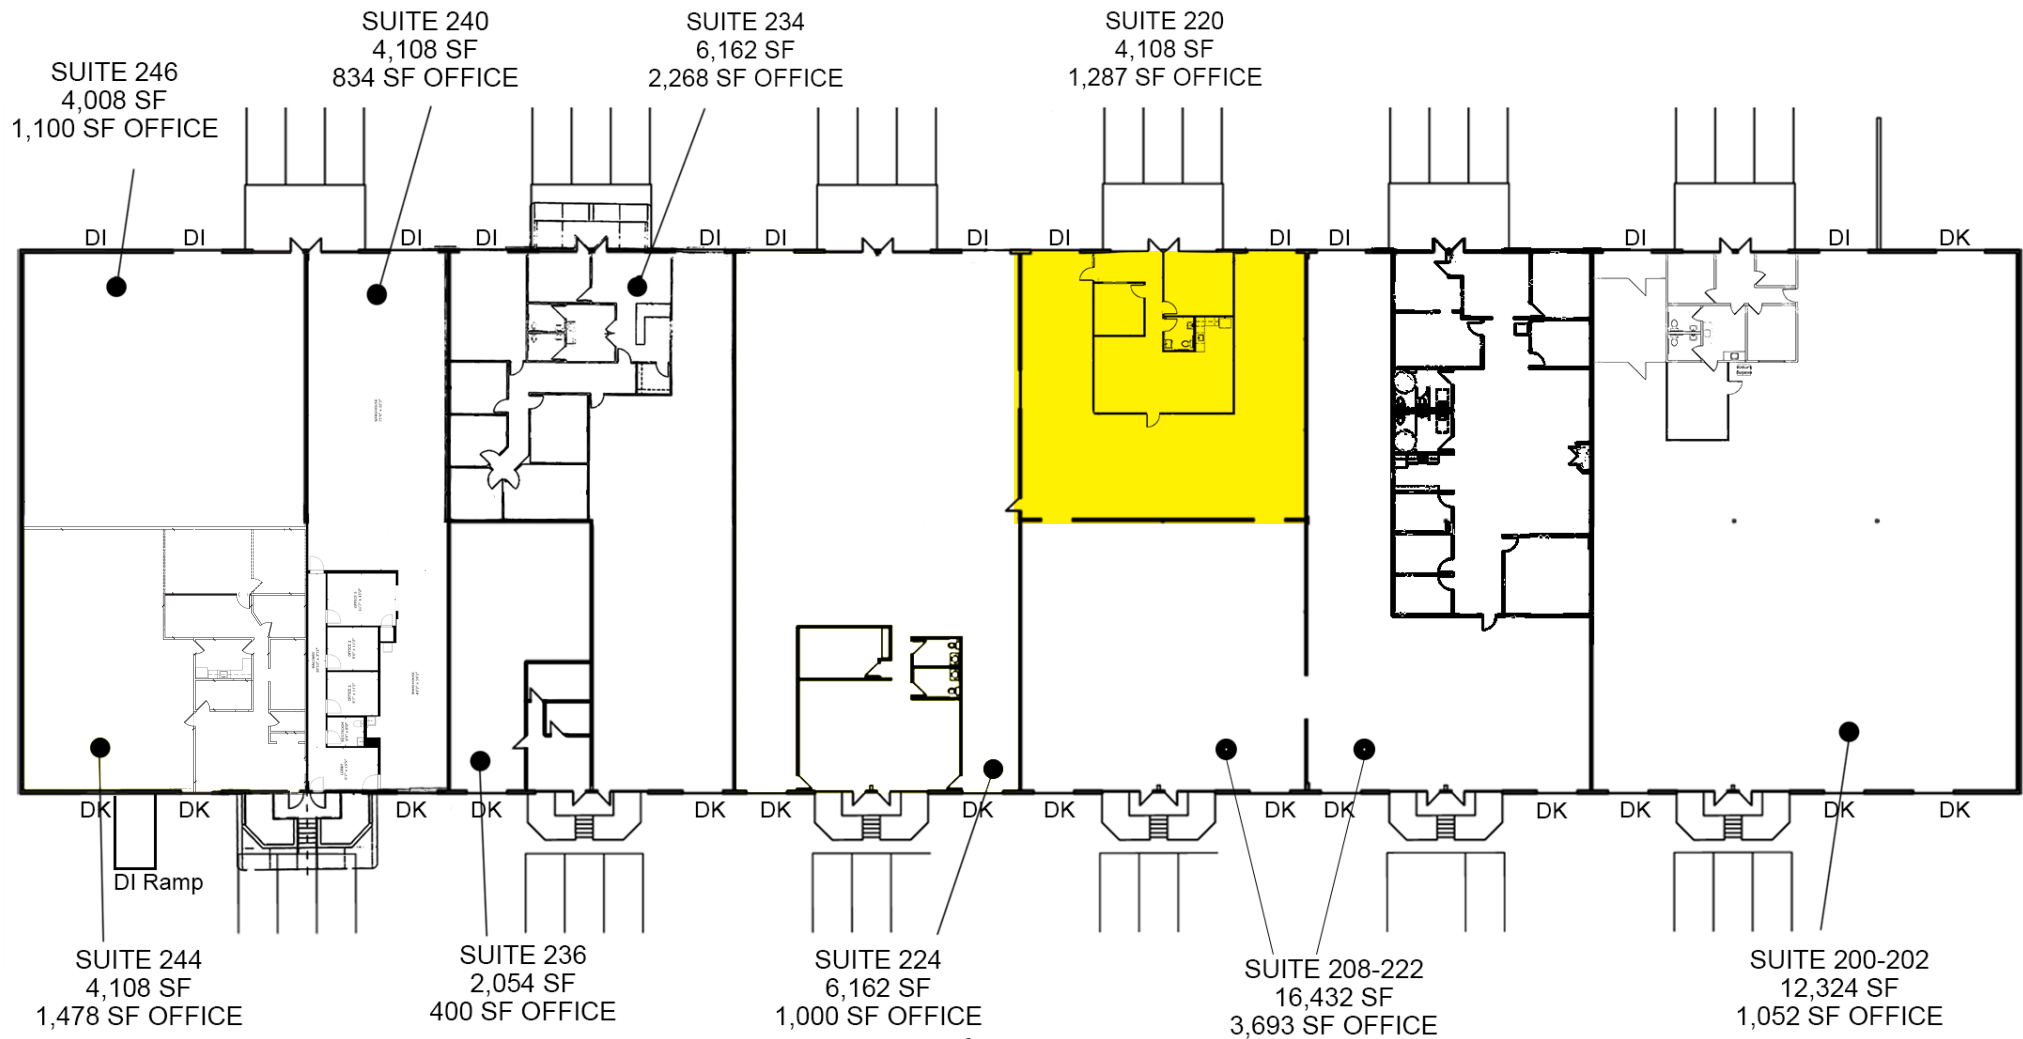 SUITE 246
4,008 SF
1,100 SF OFFICE
SUITE 240
4,108 SF
834 SF OFFICE
SUITE 234
6,162 SF
2,268 SF OFFICE
SUITE 220
4,108 SF
1,287 SF OFFICE
DI DI DI DI DI DI DI DI DI DI DI DI DK
DK DK DK DK DK DK DK DK DK DK DK DK DK DK
DI Ramp
SUITE 244
4,108 SF
1,478 SF OFFICE
SUITE 236
2,054 SF
400 SF OFFICE
SUITE 224
6,162 SF
1,000 SF OFFICE
SUITE 208-222
16,432 SF
3,693 SF OFFICE
SUITE 200-202
12,324 SF
1,052 SF OFFICE